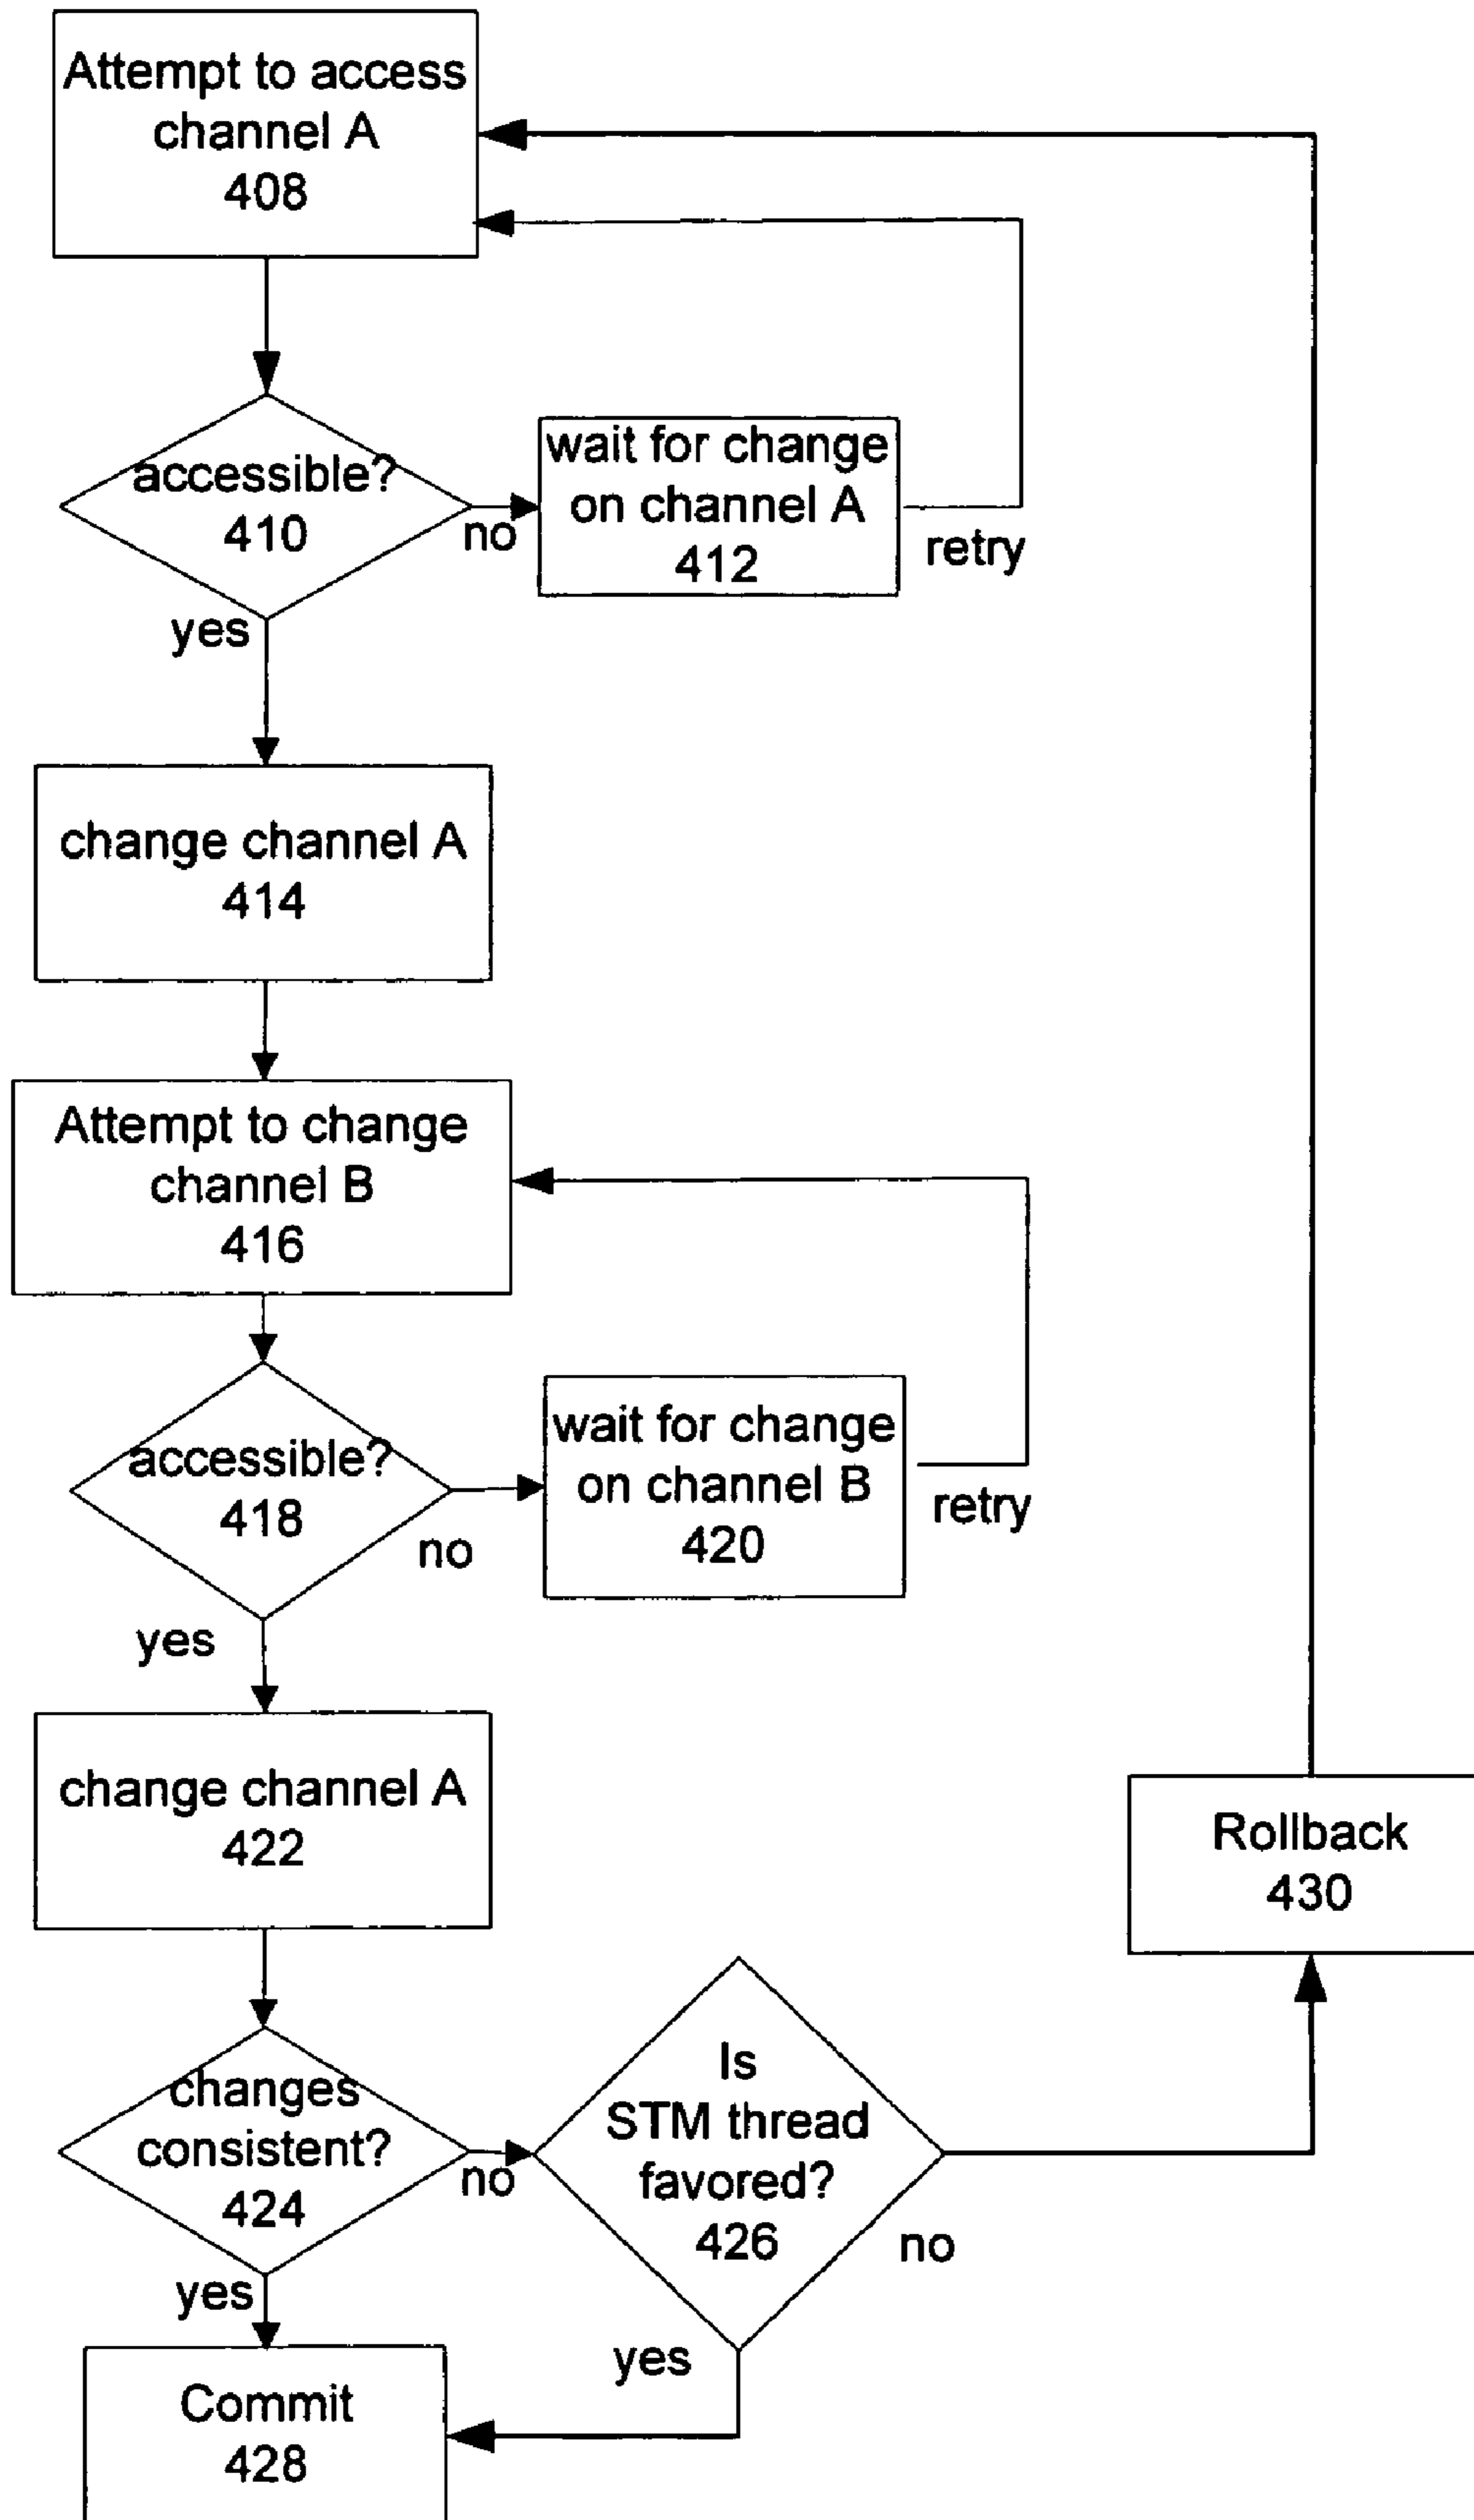 Attempt to access
channel A
408
accessible?
410
no
wait for change
on channel A
412
retry
yes
change channel A
414
Attempt to change
channel B
416
accessible?
418
no
wait for change
on channel B
420
retry
yes
change channel A
422
Rollback
430
changes
consistent?
424
no
Is
STM thread
favored?
426
no
yes
yes
Commit
428